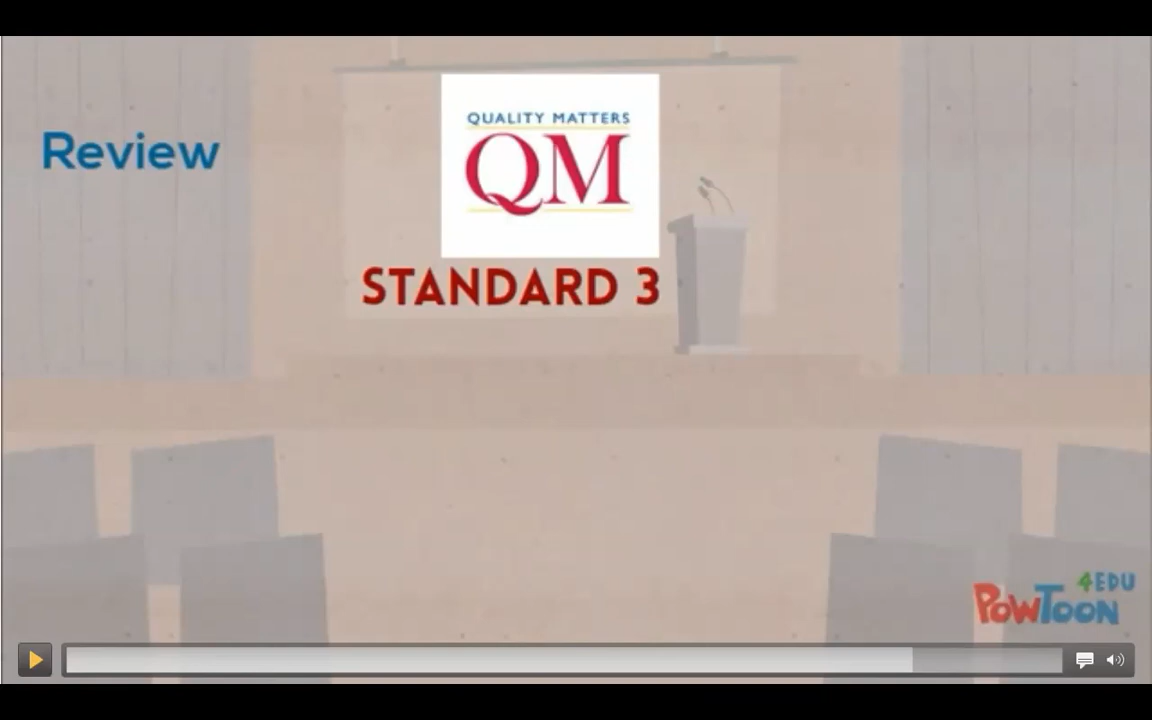 Review
QUALITY MATTERS
QM
STANDARD 3
4EDU
POWTOON